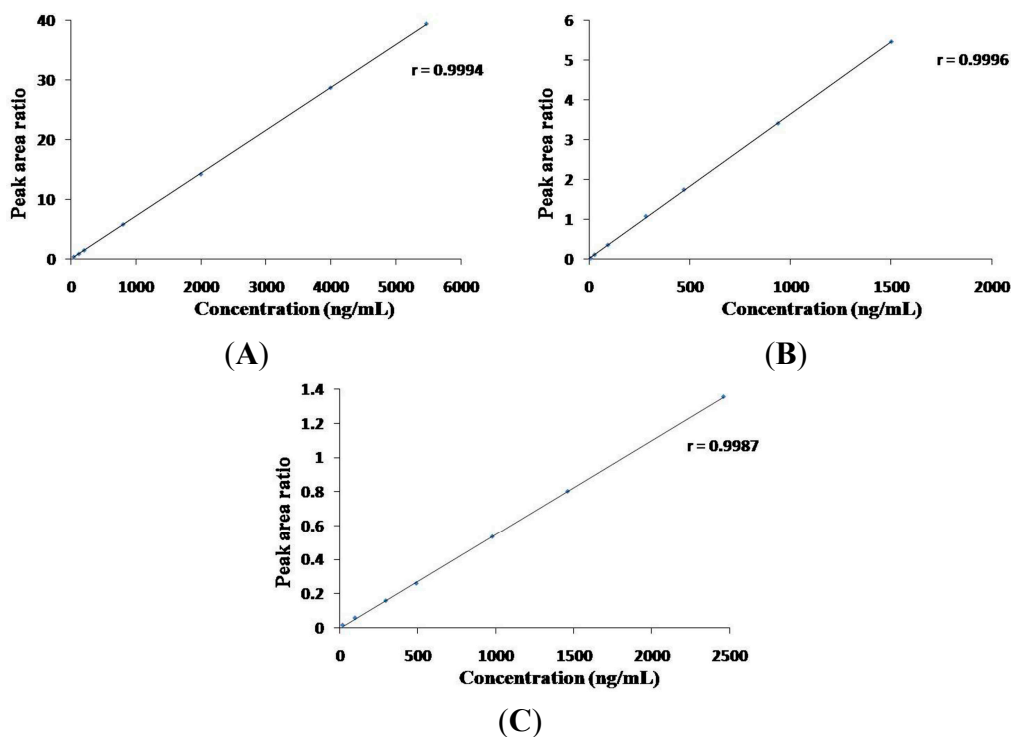 40
30
20
10
0
Peak area ratio
r = 0.9994
0 1000 2000 3000 4000 5000 6000
Concentration (ng/mL)
(A)
6
5
4
3
2
1
0
Peak area ratio
r = 0.9996
0 500 1000 1500 2000
Concentration (ng/mL)
(B)
1.4
1.2
1
0.8
0.6
0.4
0.2
0
Peak area ratio
r = 0.9987
0 500 1000 1500 2000 2500
Concentration (ng/mL)
(C)